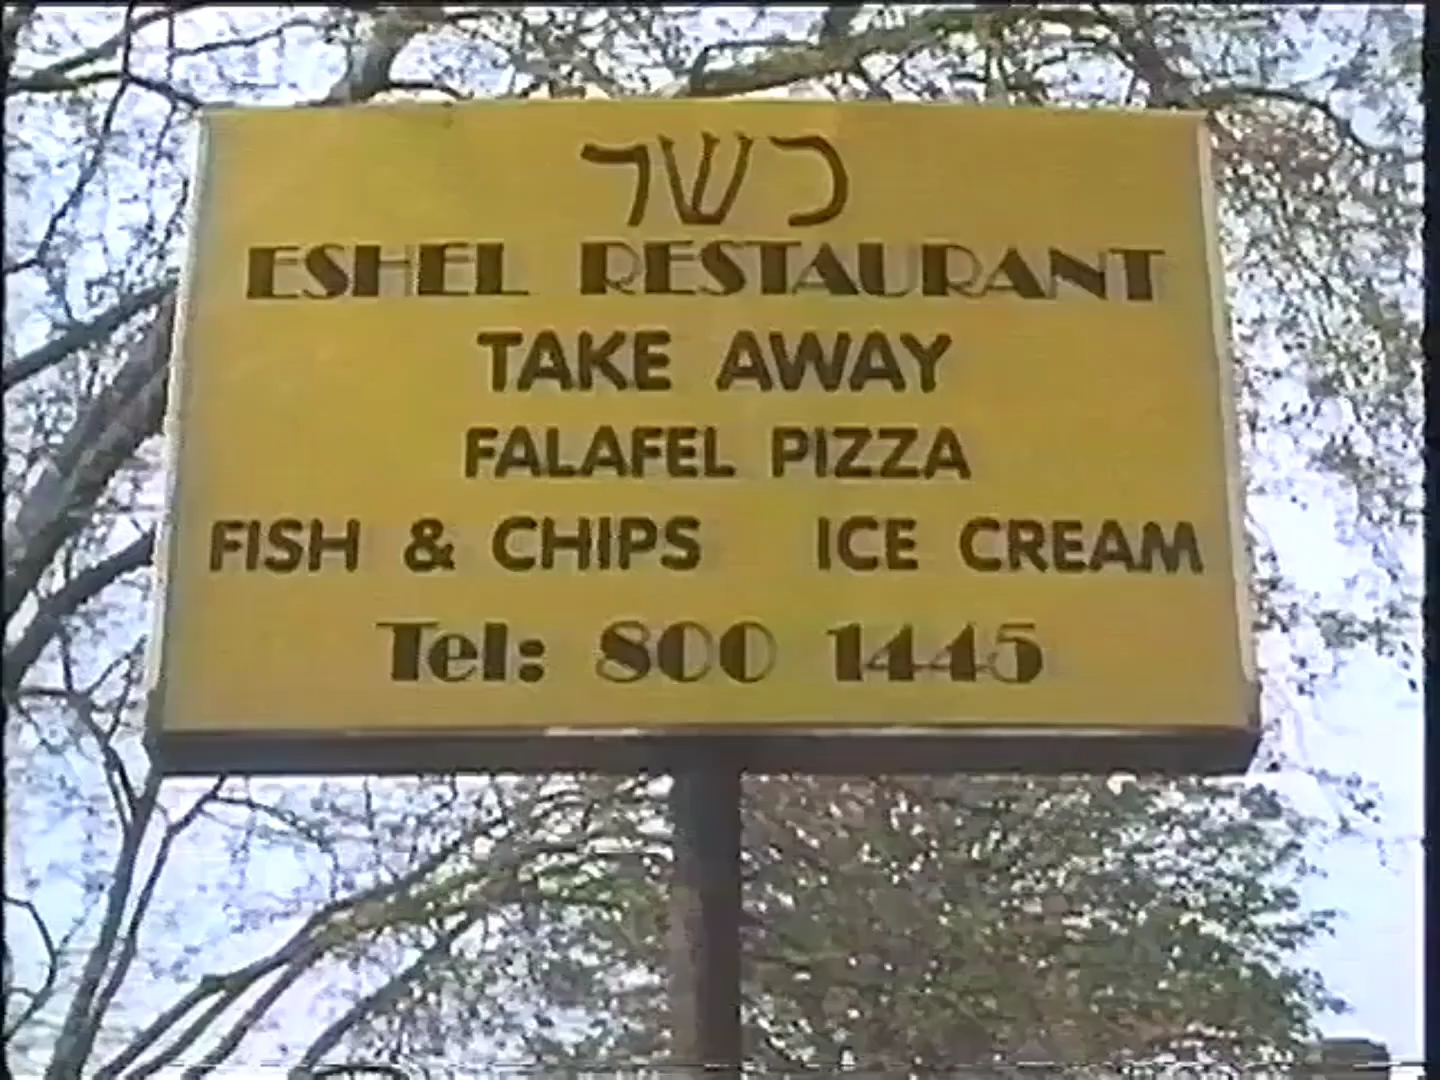 כשר
ESHEL RESTAURANT
TAKE AWAY
FALAFEL PIZZA
FISH & CHIPS ICE CREAM
Tel: 800 1445